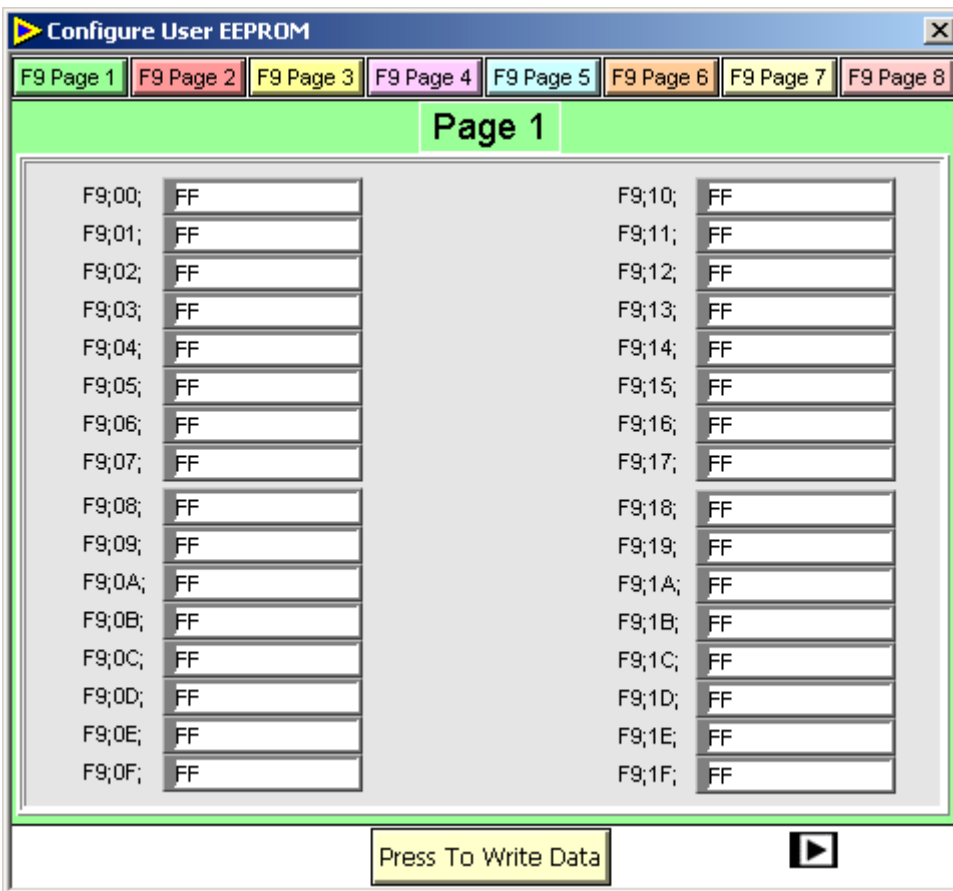 Configure User EEPROM
F9 Page 1 F9 Page 2 F9 Page 3 F9 Page 4 F9 Page 5 F9 Page 6 F9 Page 7 F9 Page 8
Page 1
F9;00; FF F9;10; FF
F9;01; FF F9;11; FF
F9;02; FF F9;12; FF
F9;03; FF F9;13; FF
F9;04; FF F9;14; FF
F9;05; FF F9;15; FF
F9;06; FF F9;16; FF
F9;07; FF F9;17; FF
F9;08; FF F9;18; FF
F9;09; FF F9;19; FF
F9;0A; FF F9;1A; FF
F9;0B; FF F9;1B; FF
F9;0C; FF F9;1C; FF
F9;0D; FF F9;1D; FF
F9;0E; FF F9;1E; FF
F9;0F; FF F9;1F; FF
Press To Write Data